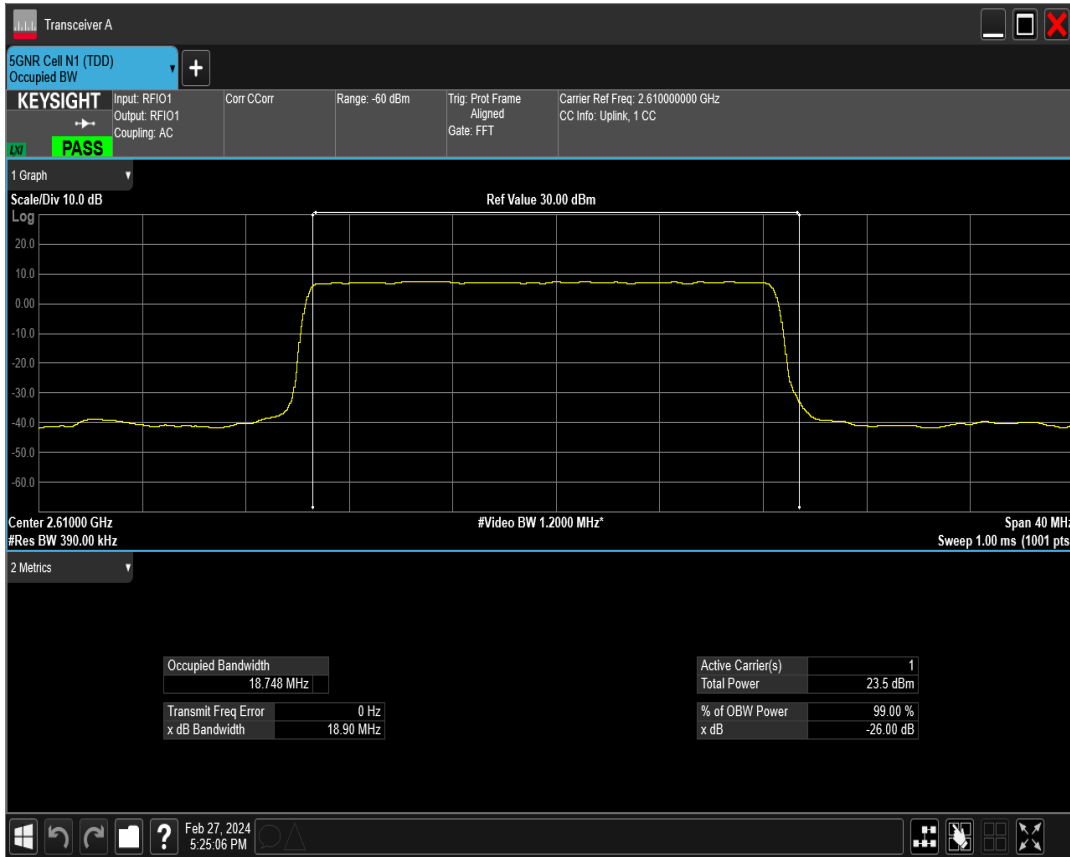 Transceiver A
5GNR Cell N1 (TDD)
Occupied BW
KEYSIGHT
LXI
PASS
Input: RFIO1
Output: RFIO1
Coupling: AC
Corr CCorr
Range: -60 dBm
Trig: Prot Frame
Aligned
Gate: FFT
Carrier Ref Freq: 2.610000000 GHz
CC Info: Uplink, 1 CC
1 Graph
Scale/Div 10.0 dB
Ref Value 30.00 dBm
Log
20.0
10.0
0.00
-10.0
-20.0
-30.0
-40.0
-50.0
-60.0
Center 2.61000 GHz
#Video BW 1.2000 MHz*
Span 40 MHz
#Res BW 390.00 kHz
Sweep 1.00 ms (1001 pts
2 Metrics
Occupied Bandwidth
18.748 MHz
Transmit Freq Error 0 Hz
x dB Bandwidth 18.90 MHz
Active Carrier(s) 1
Total Power 23.5 dBm
% of OBW Power 99.00 %
x dB -26.00 dB
?
Feb 27, 2024
5:25:06 PM